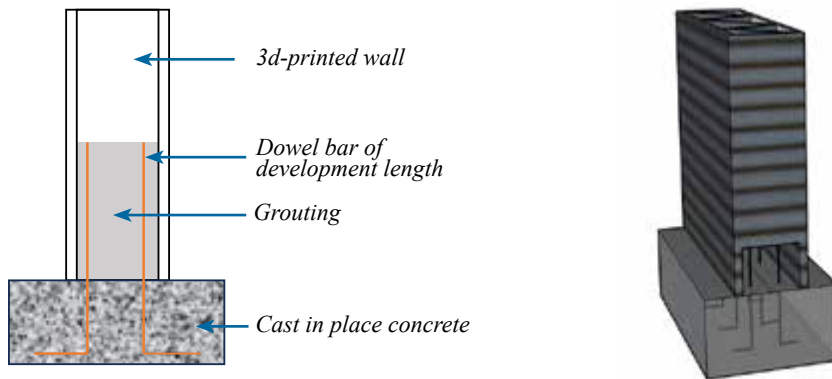 3d-printed wall
Dowel bar of
development length
Grouting
Cast in place concrete